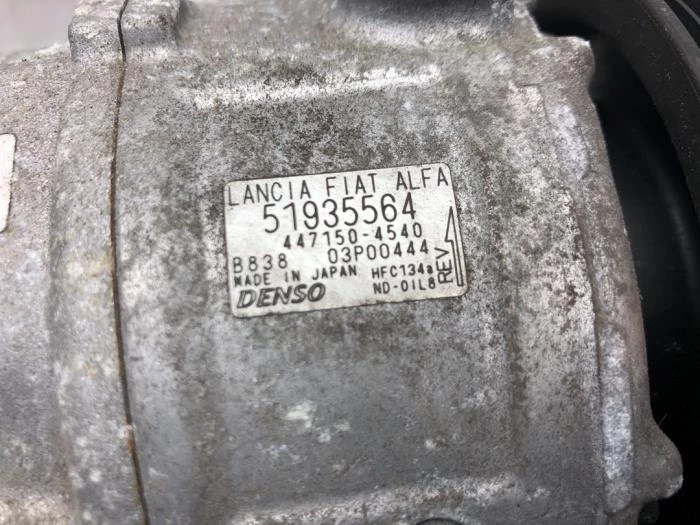 LANCIA FIAT ALFA
51935564
447150-4540
B838 03P00444
MADE IN JAPAN HFC134a
DENSO ND-OIL8
REV